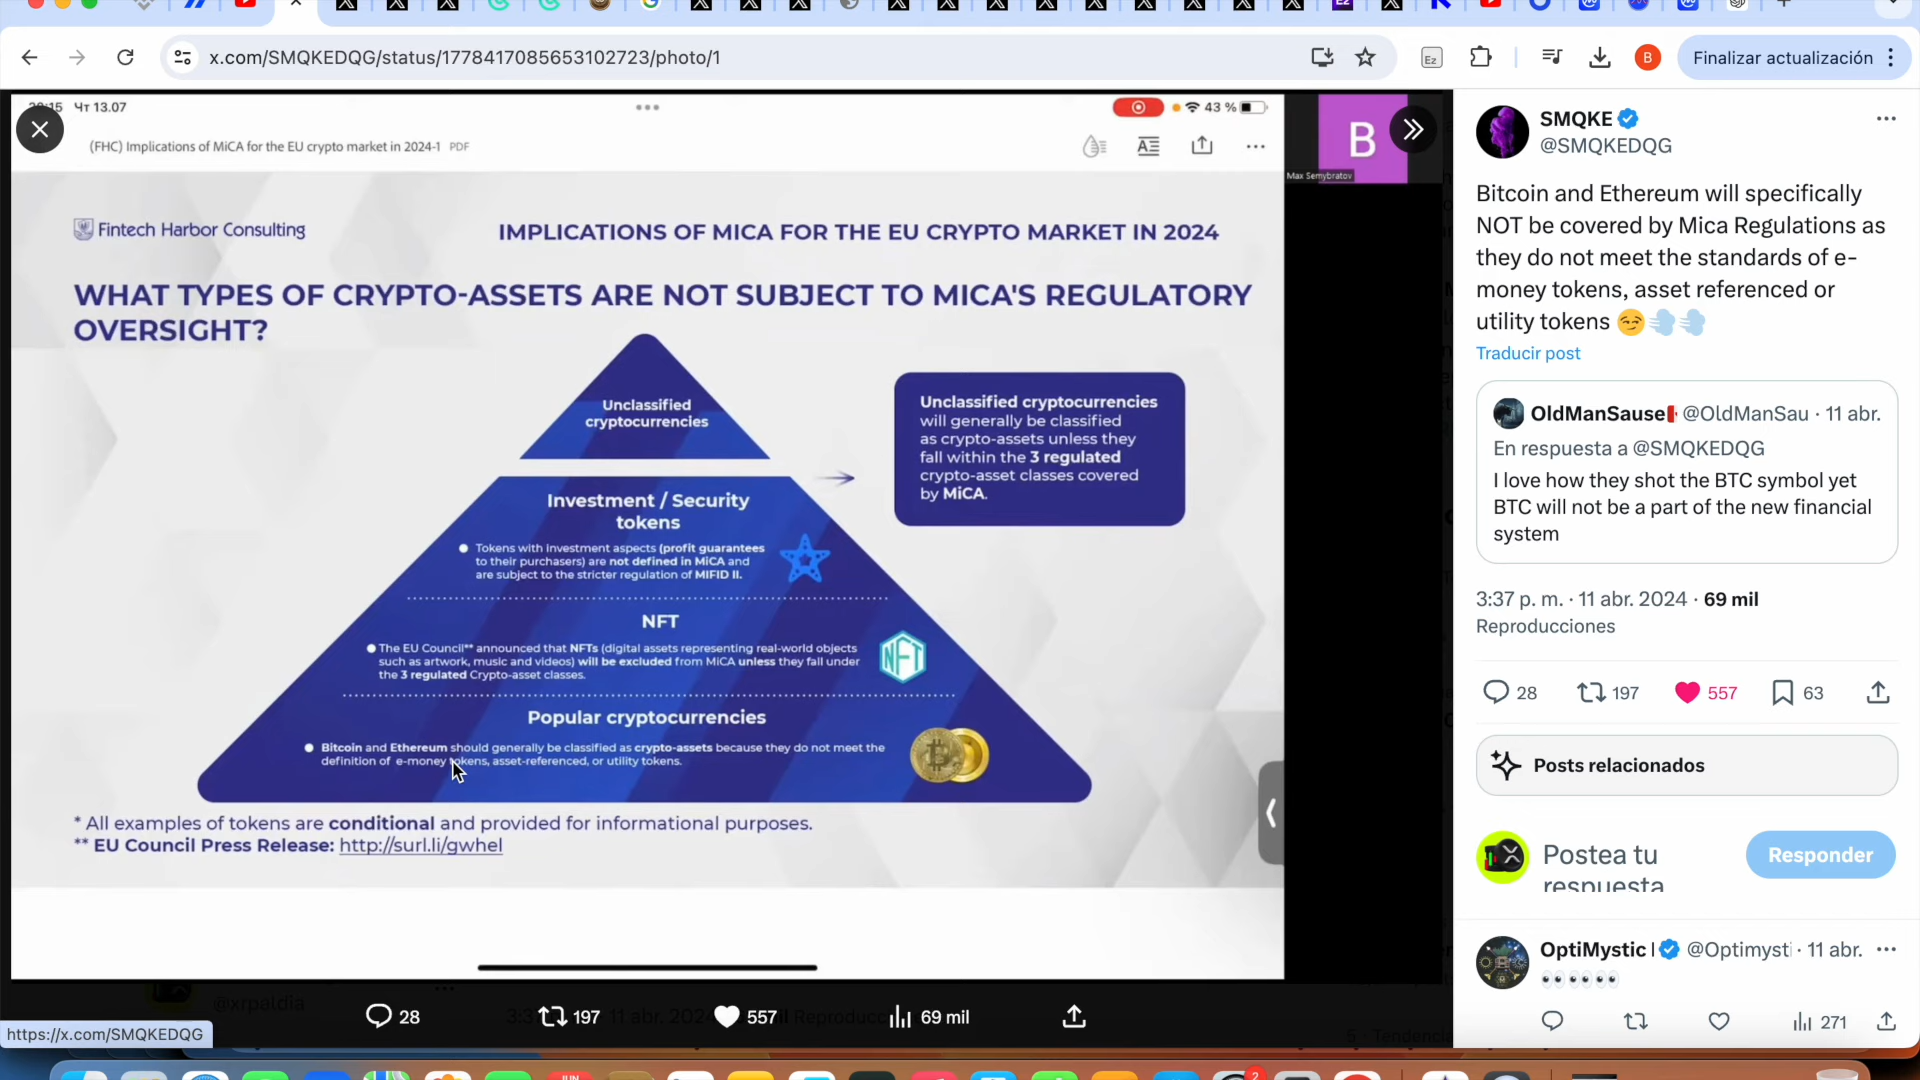 x.com/SMQKEDQG/status/1778417085653102723/photo/1
Ez
B
Finalizar actualización
Чт 13.07
43 %
(FHC) Implications of MiCA for the EU crypto market in 2024-1 PDF
B
Max Semybratov
Fintech Harbor Consulting
IMPLICATIONS OF MICA FOR THE EU CRYPTO MARKET IN 2024
WHAT TYPES OF CRYPTO-ASSETS ARE NOT SUBJECT TO MICA'S REGULATORY
OVERSIGHT?
Unclassified
cryptocurrencies
Unclassified cryptocurrencies
will generally be classified
as crypto-assets unless they
fall within the 3 regulated
crypto-asset classes covered
by MiCA.
Investment / Security
tokens
Tokens with investment aspects (profit guarantees
to their purchasers) are not defined in MiCA and
are subject to the stricter regulation of MIFID II.
NFT
The EU Council** announced that NFTs (digital assets representing real-world objects
such as artwork, music and videos) will be excluded from MiCA unless they fall under
the 3 regulated Crypto-asset classes.
NFT
Popular cryptocurrencies
Bitcoin and Ethereum should generally be classified as crypto-assets because they do not meet the
definition of e-money tokens, asset-referenced, or utility tokens.
* All examples of tokens are conditional and provided for informational purposes.
** EU Council Press Release: http://surl.li/gwhel
@xrpaldia
28
197
557
69 mil
https://x.com/SMQKEDQG
SMQKE
@SMQKEDQG
Bitcoin and Ethereum will specifically
NOT be covered by Mica Regulations as
they do not meet the standards of e-
money tokens, asset referenced or
utility tokens 😏💨💨
Traducir post
OldManSause @OldManSau · 11 abr.
En respuesta a @SMQKEDQG
I love how they shot the BTC symbol yet
BTC will not be a part of the new financial
system
3:37 p. m. · 11 abr. 2024 · 69 mil
Reproducciones
28
197
557
63
Posts relacionados
Postea tu
respuesta
Responder
OptiMystic | @Optimysti · 11 abr.
👀👀👀
271
JUN
2